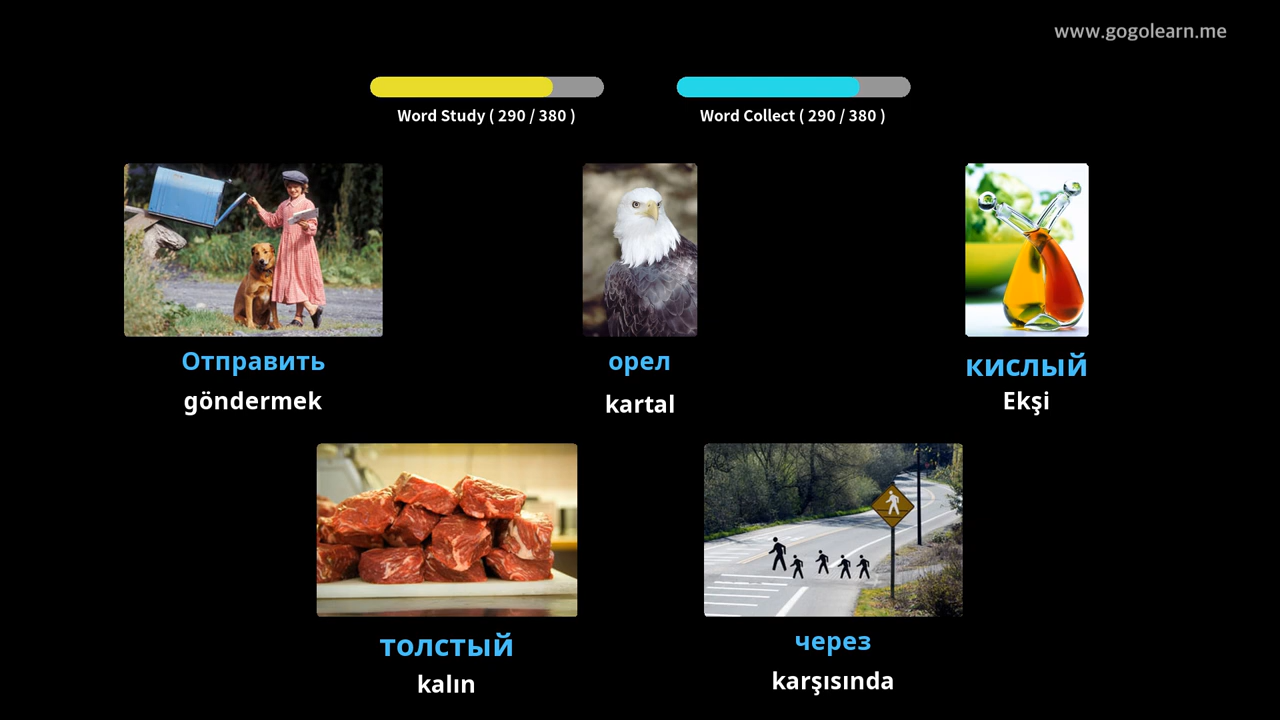 www.gogolearn.me
Word Study ( 290 / 380 )
Word Collect ( 290 / 380 )
Отправить
göndermek
орел
kartal
кислый
Ekşi
толстый
kalın
через
karşısında